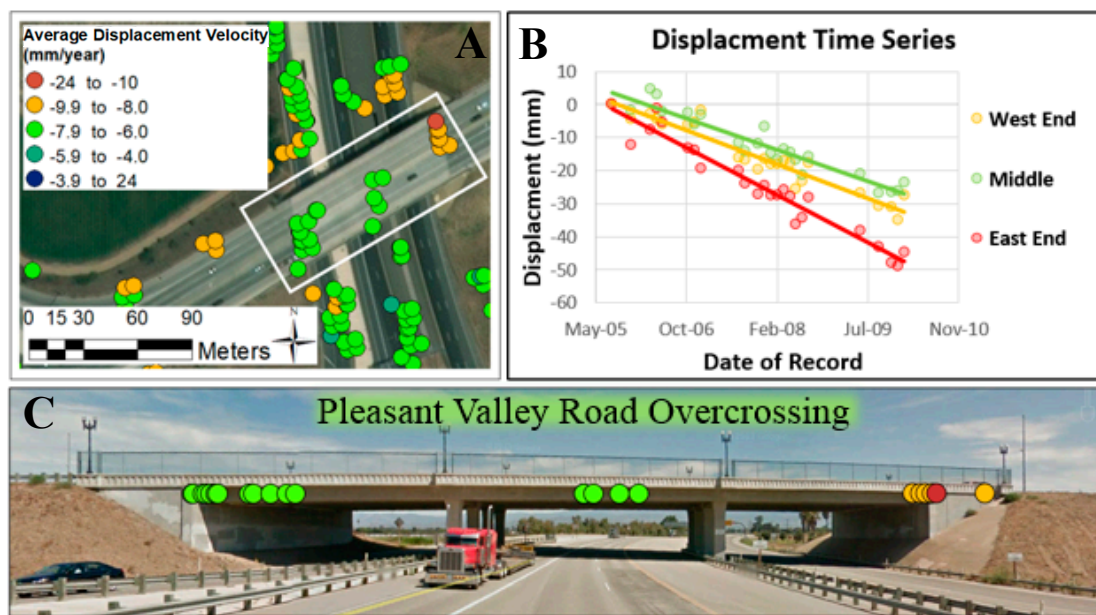 Average Displacement Velocity
(mm/year)
-24 to -10
-9.9 to -8.0
-7.9 to -6.0
-5.9 to -4.0
-3.9 to 24
A
N
0 15 30 60 90
Meters
B
Displacment Time Series
Displacment (mm)
10
0
-10
-20
-30
-40
-50
-60
May-05 Oct-06 Feb-08 Jul-09 Nov-10
Date of Record
West End
Middle
East End
C
Pleasant Valley Road Overcrossing